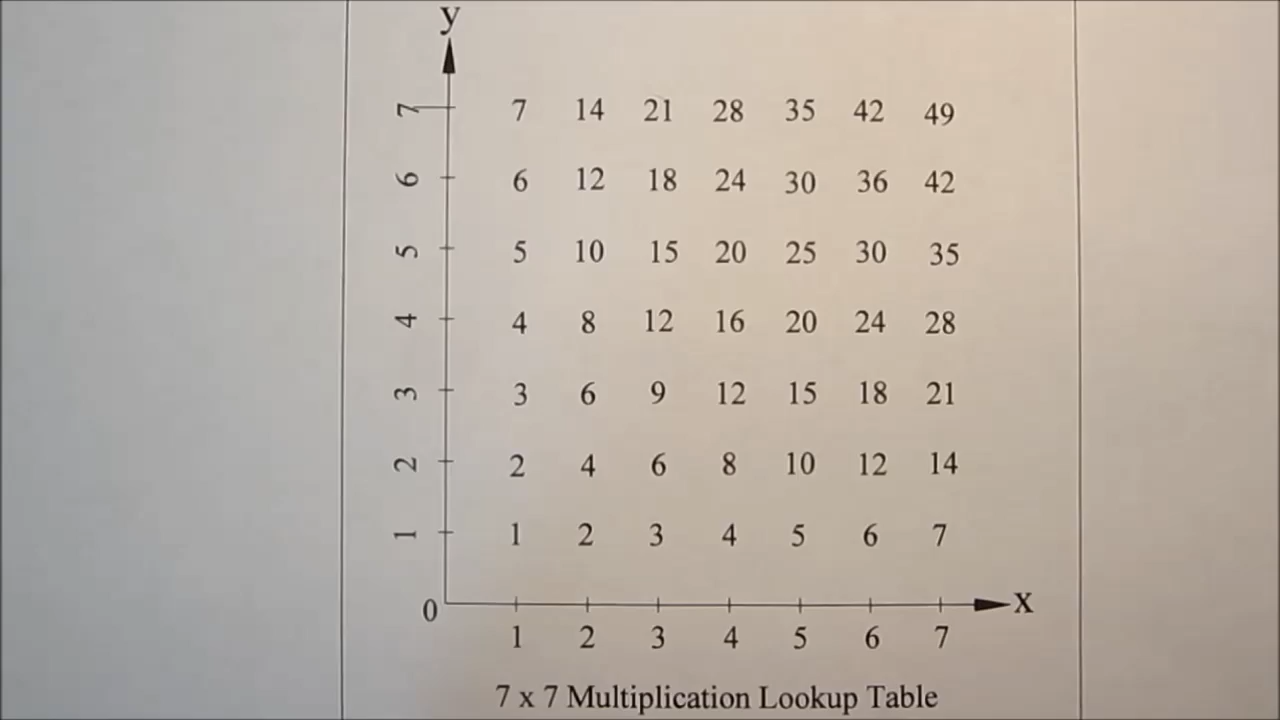 y
7 7 14 21 28 35 42 49
6 6 12 18 24 30 36 42
5 5 10 15 20 25 30 35
4 4 8 12 16 20 24 28
3 3 6 9 12 15 18 21
2 2 4 6 8 10 12 14
1 1 2 3 4 5 6 7
0 x
1 2 3 4 5 6 7
7 x 7 Multiplication Lookup Table